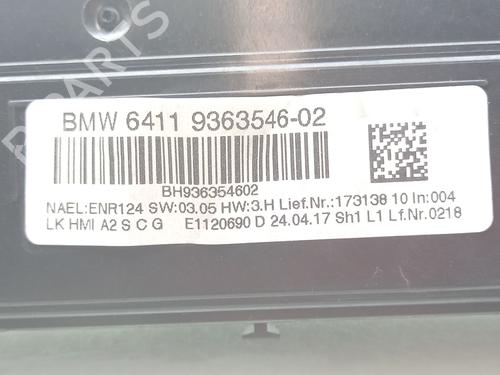 BMW 6411 9363546-02
BH936354602
NAEL:ENR124 SW:03.05 HW:3.H Lief.Nr.:173138 10 In:004
LK HMI A2 S C G E1120690 D 24.04.17 Sh1 L1 Lf.Nr.0218